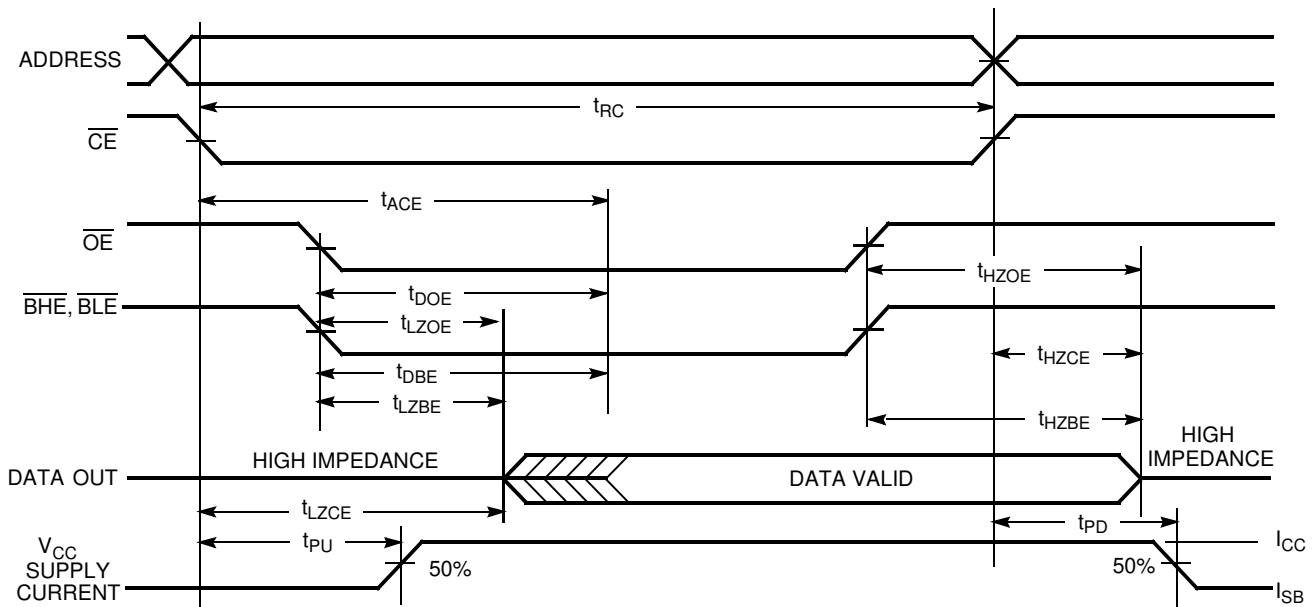 ADDRESS
tRC
CE
tACE
OE
tHZOE
tDOE
BHE, BLE
tLZOE
tHZCE
tDBE
tLZBE
tHZBE
HIGH
IMPEDANCE
HIGH IMPEDANCE
DATA OUT
DATA VALID
tLZCE
tPD
VCC
SUPPLY
CURRENT
tPU
50%
50%
ICC
ISB